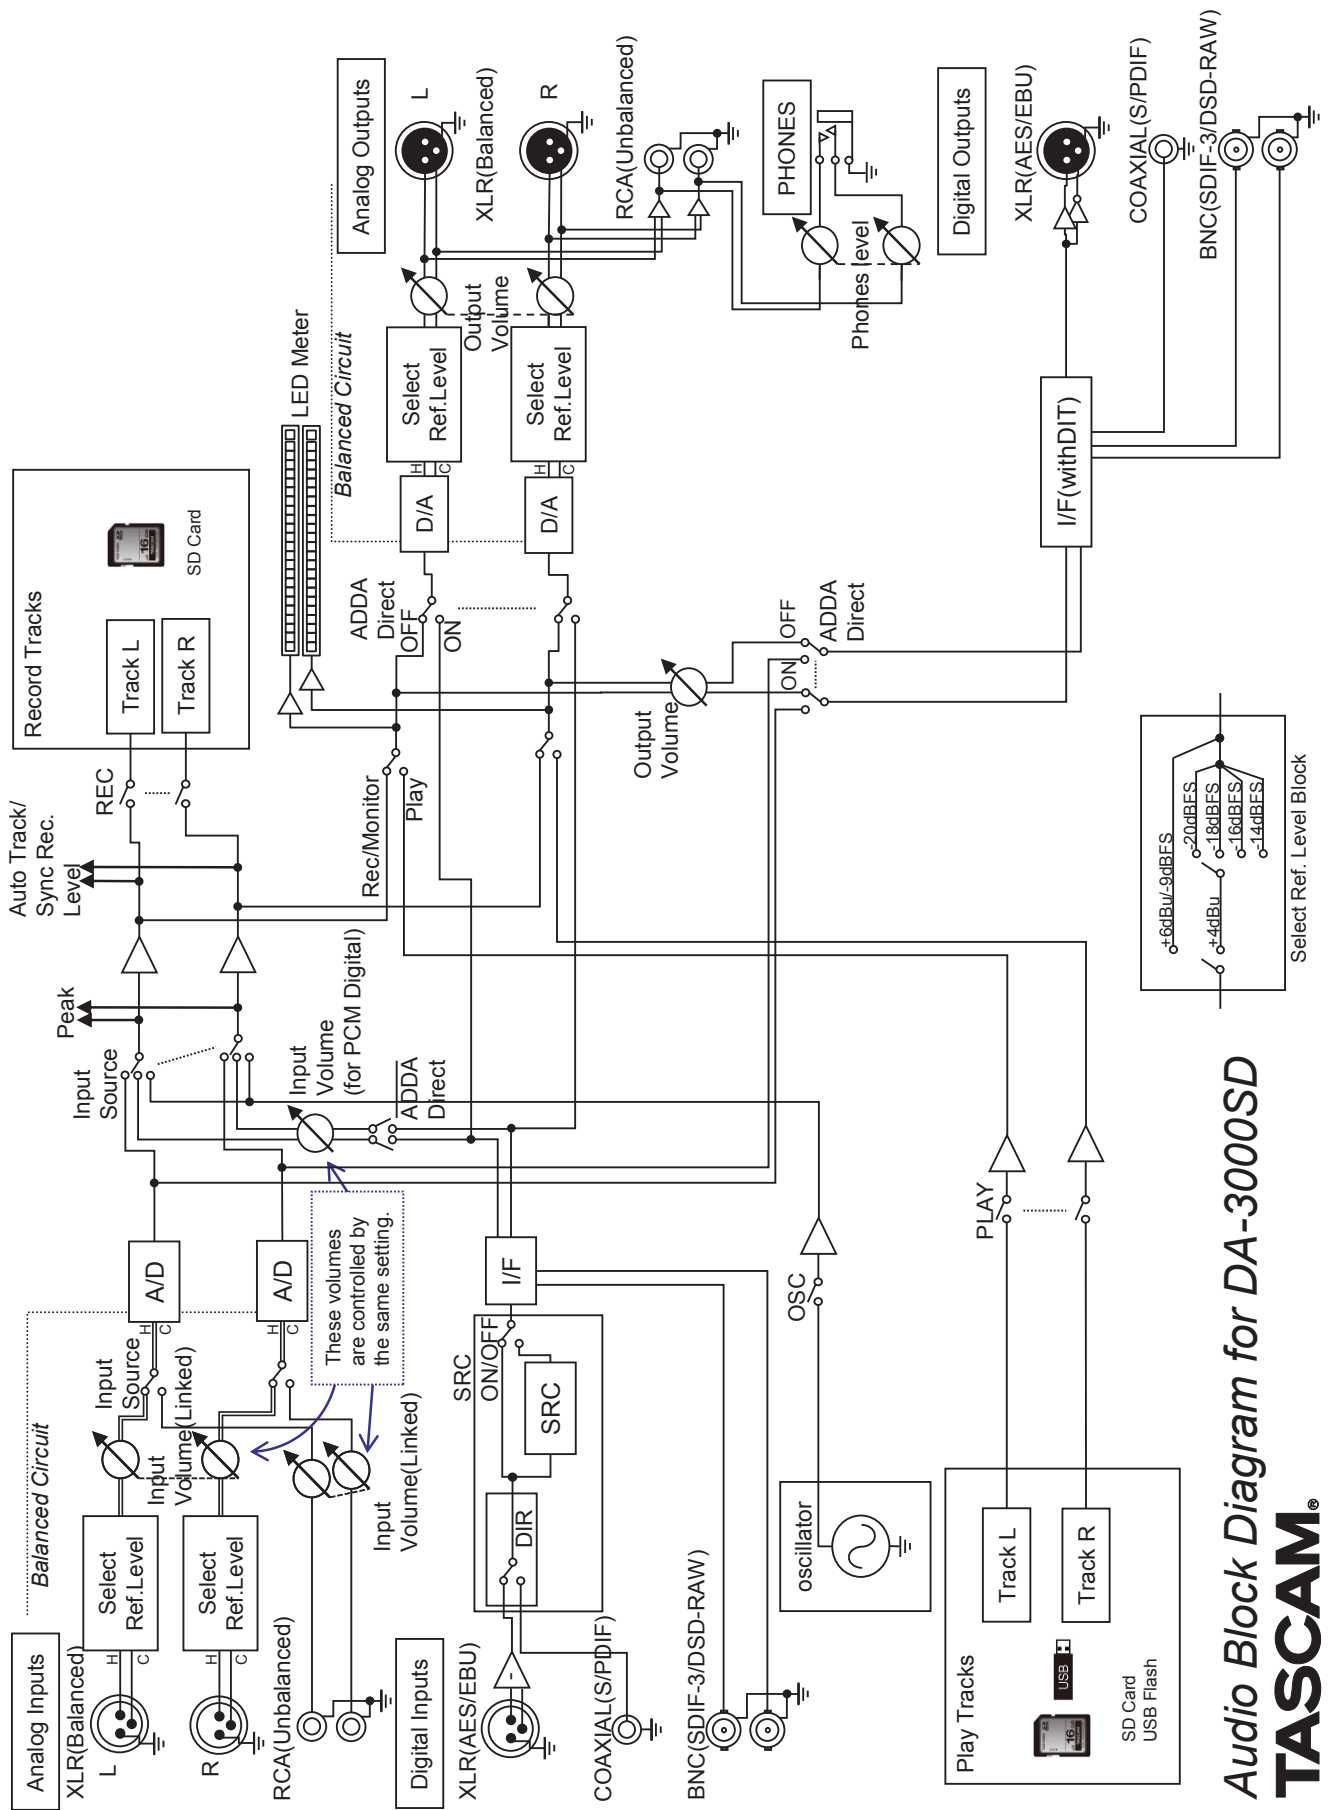 Analog Inputs
XLR(Balanced)
L
R
H
C
H
C
Select
Ref.Level
Select
Ref.Level
Balanced Circuit
Input
Volume(Linked)
Input
Source
H
C
H
C
A/D
A/D
RCA(Unbalanced)
Input
Volume(Linked)
These volumes
are controlled by
the same setting.
Input
Source
Input
Volume
(for PCM Digital)
ADDA
Direct
Peak
Auto Track/
Sync Rec.
Level
REC
Record Tracks
Track L
Track R
SD Card
Rec/Monitor
Play
LED Meter
ADDA
Direct
OFF
ON
D/A
D/A
H
C
H
C
Balanced Circuit
Select
Ref.Level
Select
Ref.Level
Output
Volume
Analog Outputs
L
XLR(Balanced)
R
RCA(Unbalanced)
PHONES
Phones level
Digital Inputs
XLR(AES/EBU)
-
COAXIAL(S/PDIF)
BNC(SDIF-3/DSD-RAW)
DIR
SRC
SRC
ON/OFF
I/F
oscillator
OSC
Play Tracks
Track L
Track R
USB
16
16
SD Card
USB Flash
PLAY
Output
Volume
ON
OFF
ADDA
Direct
I/F(withDIT)
Digital Outputs
XLR(AES/EBU)
COAXIAL(S/PDIF)
BNC(SDIF-3/DSD-RAW)
+6dBu/-9dBFS
+4dBu
-20dBFS
-18dBFS
-16dBFS
-14dBFS
Select Ref. Level Block
Audio Block Diagram for DA-3000SD
TASCAM®